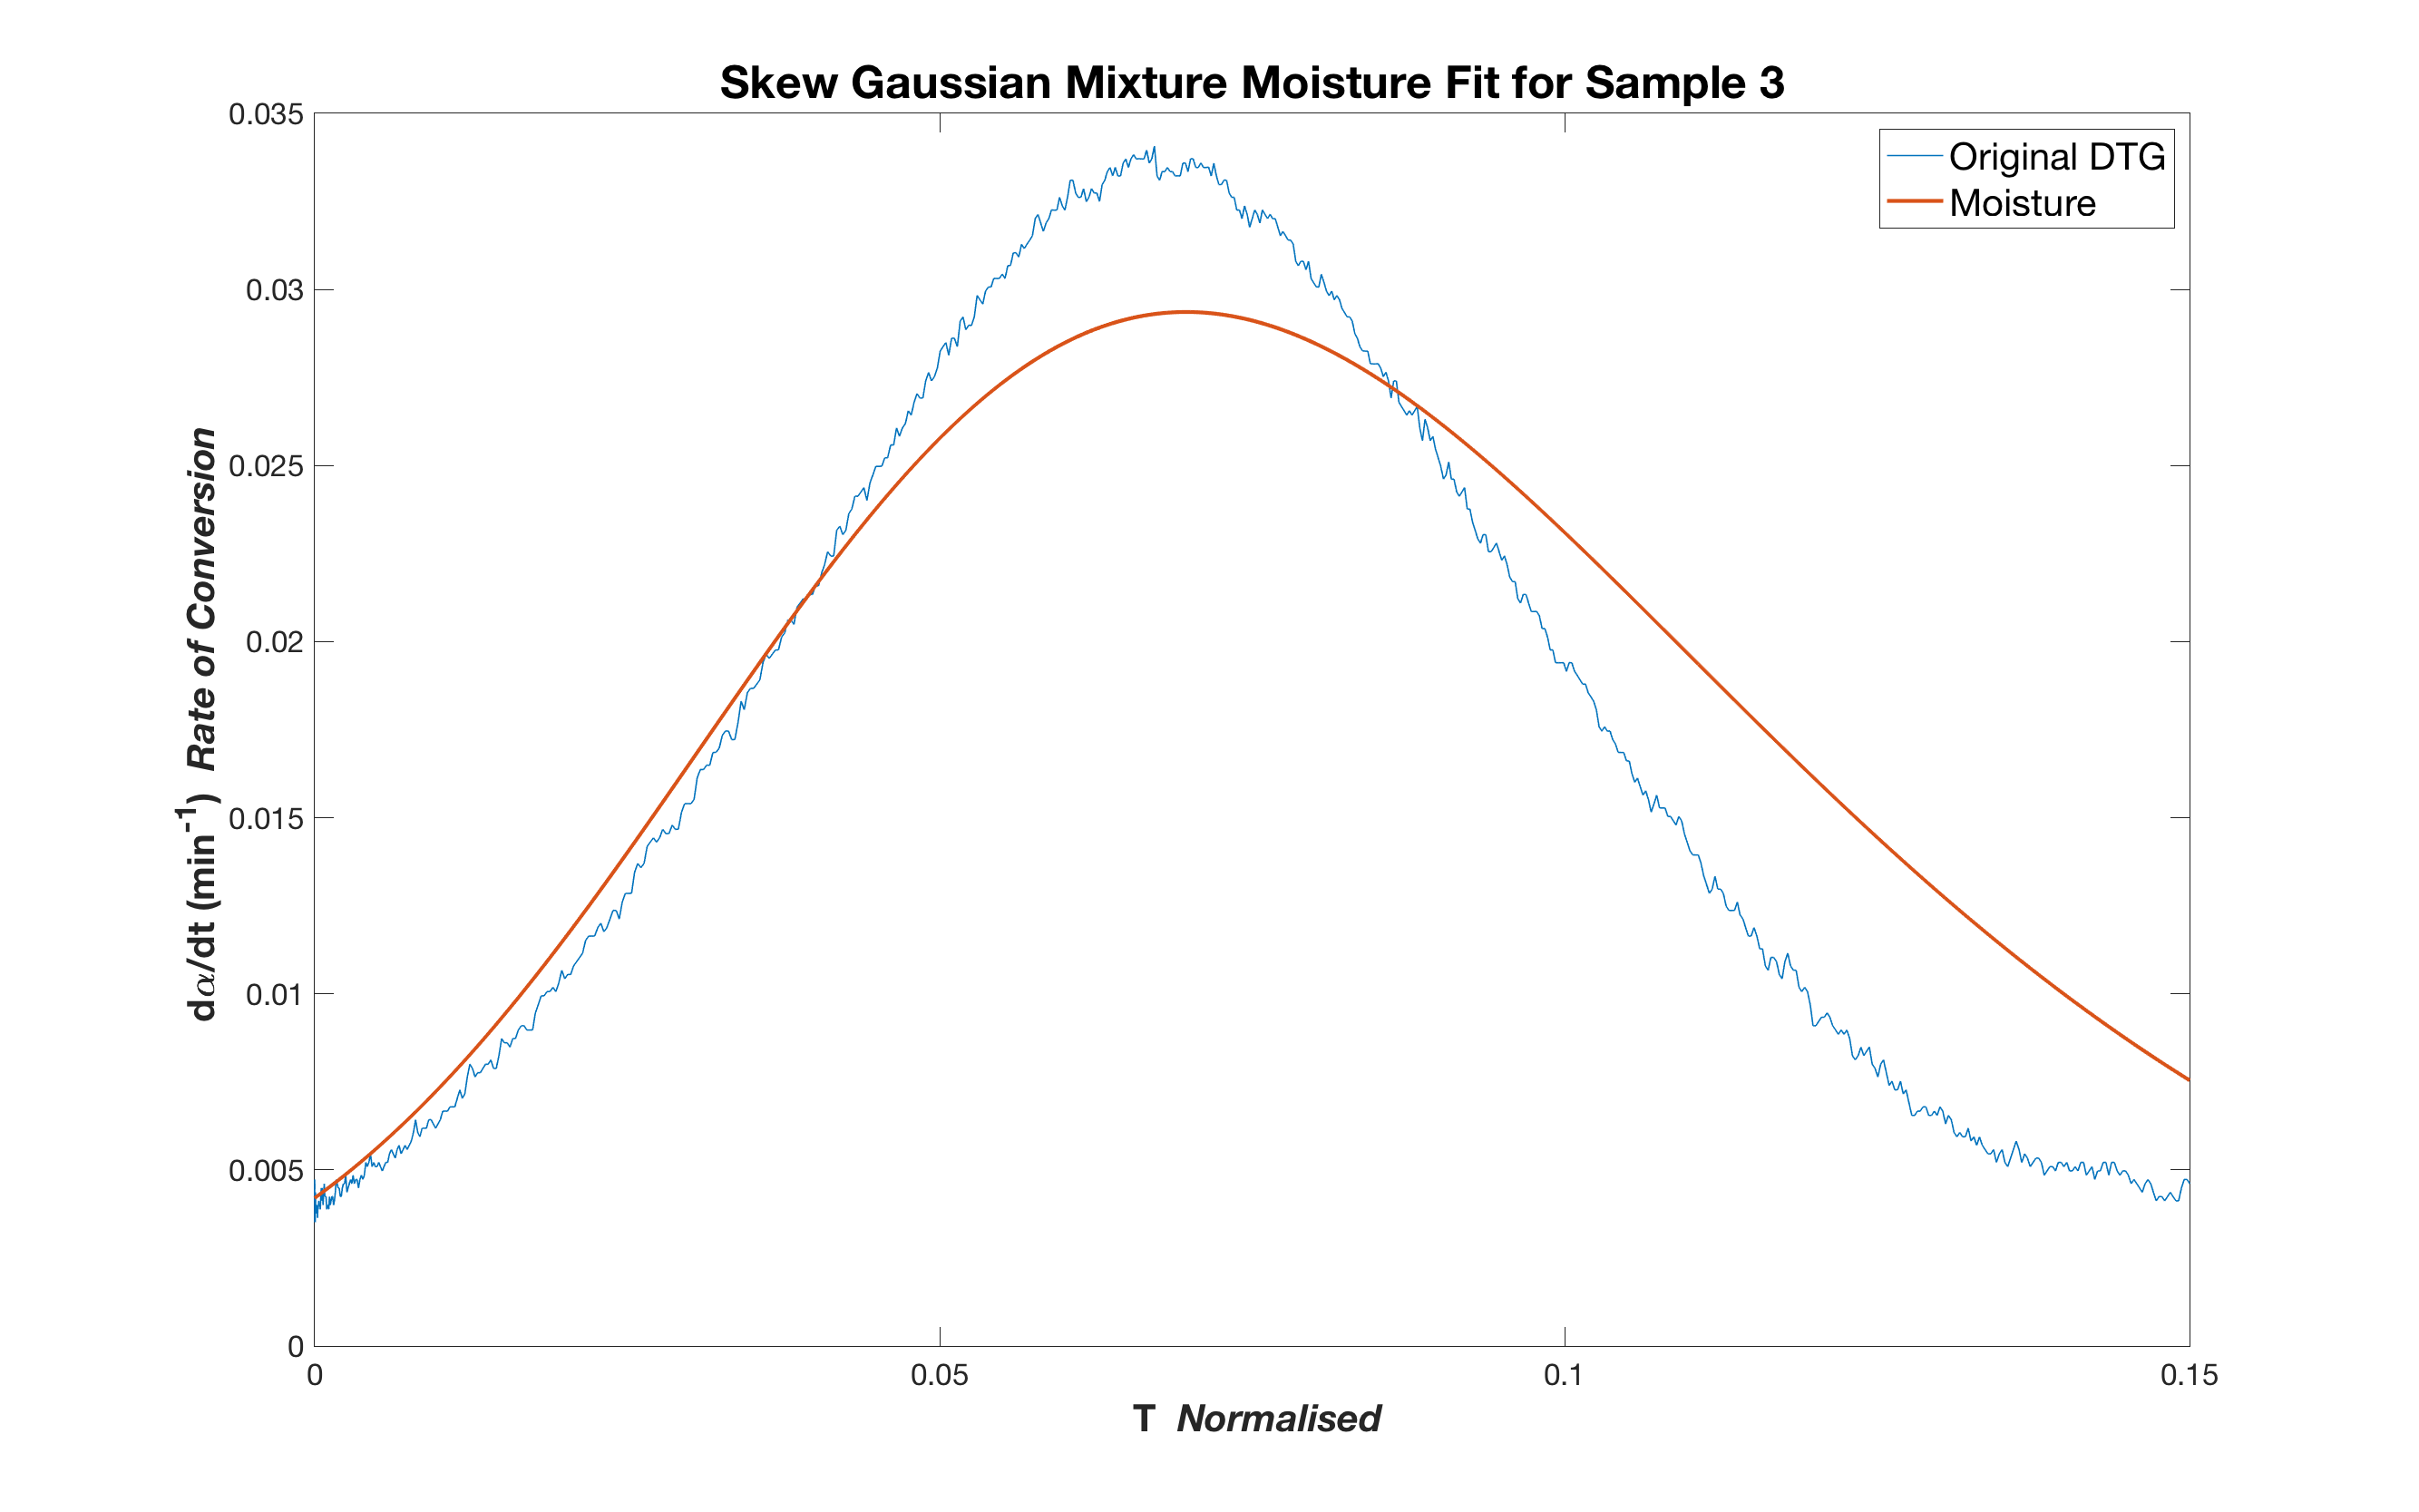 Skew Gaussian Mixture Moisture Fit for Sample 3
0.035
0.03
0.025
0.02
0.015
0.01
0.005
0
dα/dt (min⁻¹) Rate of Conversion
Original DTG
Moisture
0
0.05
0.1
0.15
T Normalised